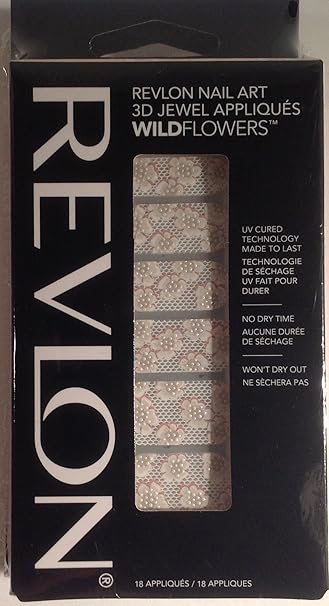 REVLON®
REVLON NAIL ART
3D JEWEL APPLIQUÉS
WILDFLOWERS™
UV CURED
TECHNOLOGY
MADE TO LAST
TECHNOLOGIE
DE SÉCHAGE
UV FAIT POUR
DURER
NO DRY TIME
AUCUNE DURÉE
DE SÉCHAGE
WON'T DRY OUT
NE SÈCHERA PAS
18 APPLIQUÉS / 18 APPLIQUES